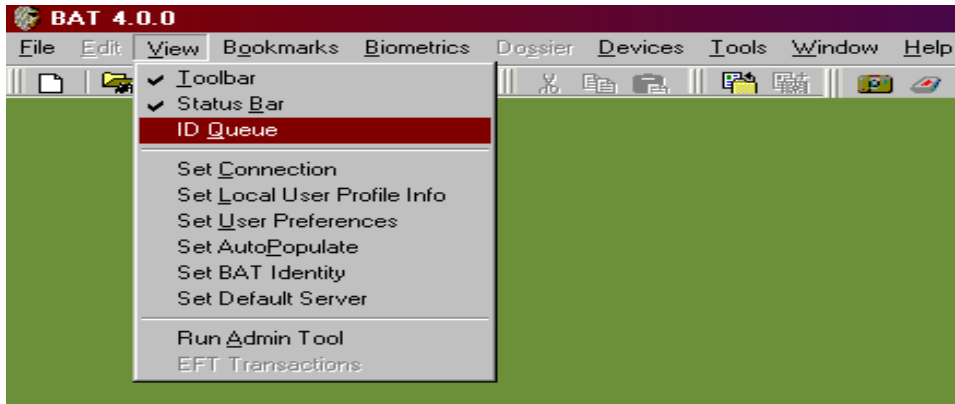 BAT 4.0.0
File Edit View Bookmarks Biometrics Dossier Devices Tools Window Help
Toolbar
Status Bar
ID Queue
Set Connection
Set Local User Profile Info
Set User Preferences
Set AutoPopulate
Set BAT Identity
Set Default Server
Run Admin Tool
EFT Transactions